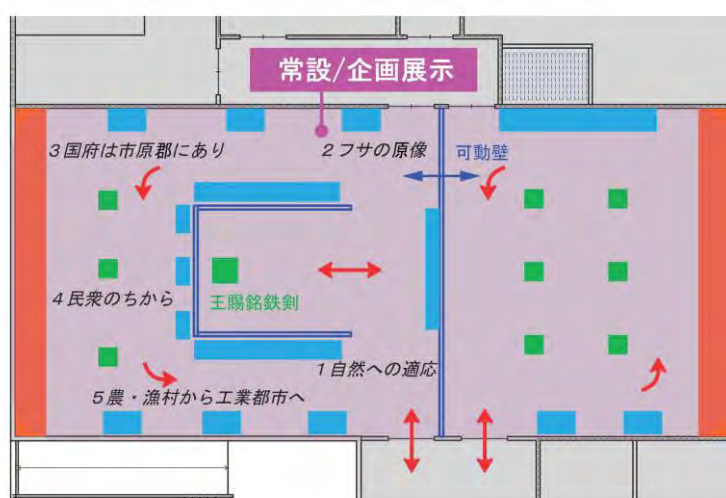 常設/企画展示
3国府は市原郡にあり
2フサの原像
可動壁
4民衆のちから
王賜銘鉄剣
1自然への適応
5農・漁村から工業都市へ